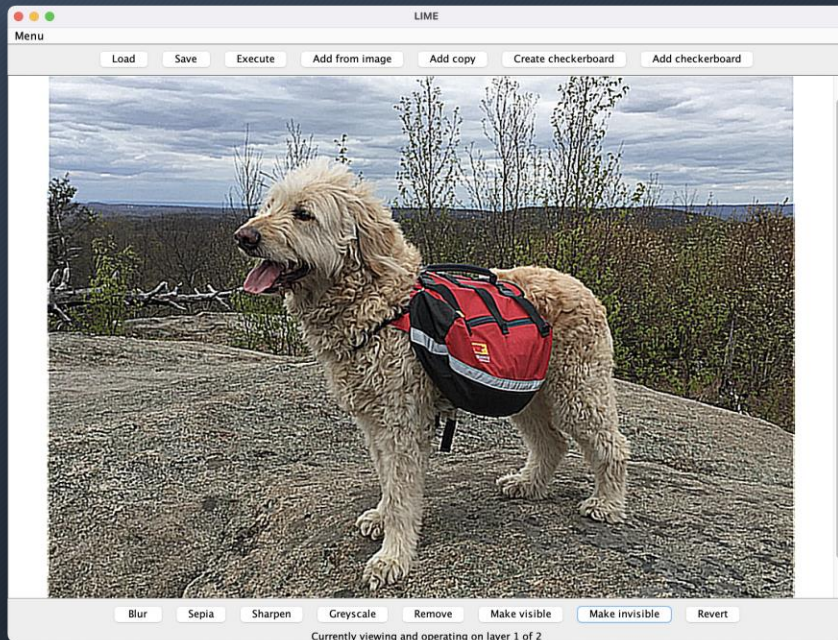 LIME
Menu
Load Save Execute Add from image Add copy Create checkerboard Add checkerboard
Blur Sepia Sharpen Greyscale Remove Make visible Make invisible Revert
Currently viewing and operating on layer 1 of 2